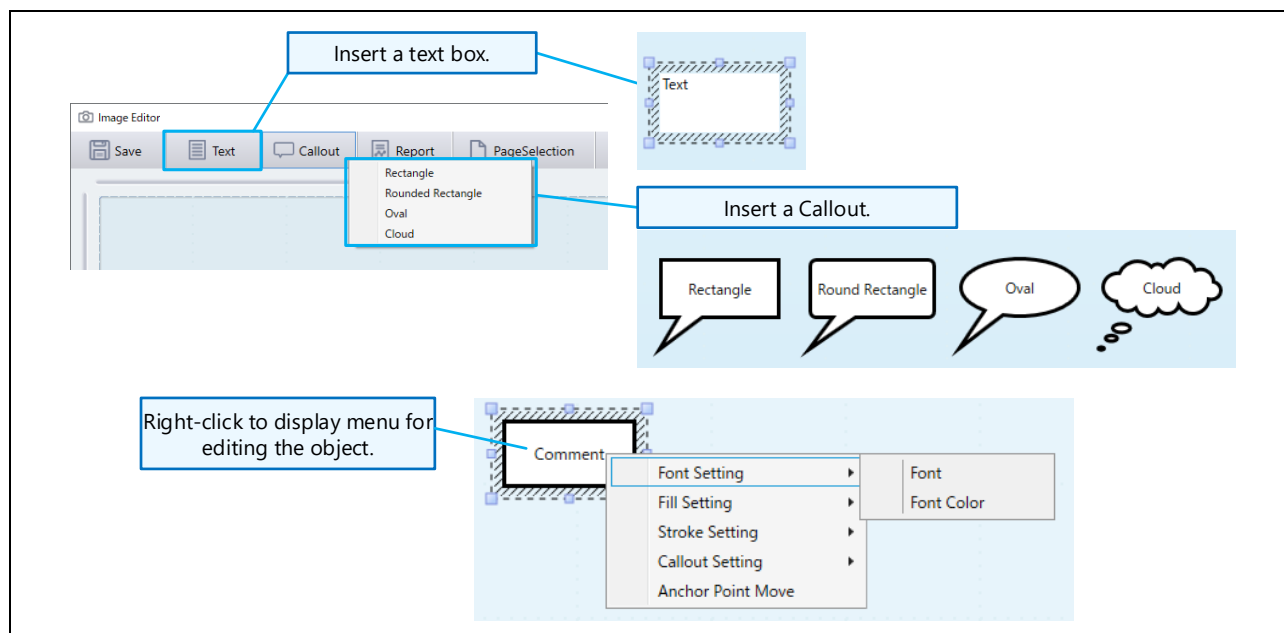 Insert a text box.
Text
Image Editor
Save
Text
Callout
Report
PageSelection
Rectangle
Rounded Rectangle
Oval
Cloud
Insert a Callout.
Rectangle
Round Rectangle
Oval
Cloud
Right-click to display menu for
editing the object.
Comment
Font Setting
Fill Setting
Stroke Setting
Callout Setting
Anchor Point Move
Font
Font Color